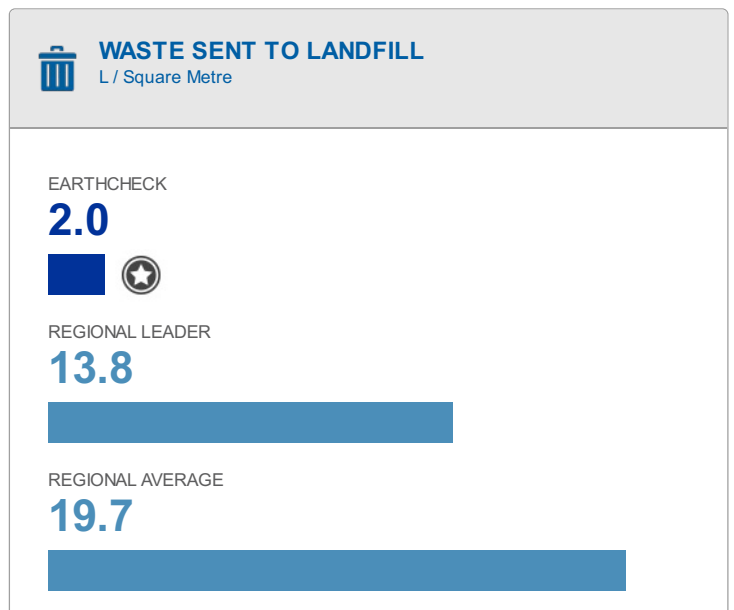 WASTE SENT TO LANDFILL
L / Square Metre
EARTHCHECK
2.0
REGIONAL LEADER
13.8
REGIONAL AVERAGE
19.7